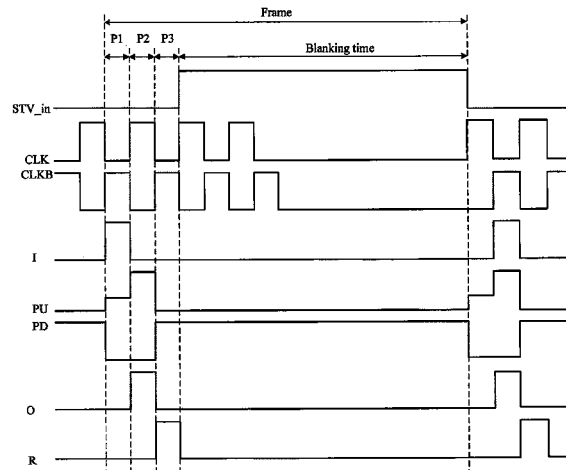 Frame
P1 P2 P3
Blanking time
STV_in
CLK
CLKB
I
PU
PD
O
R